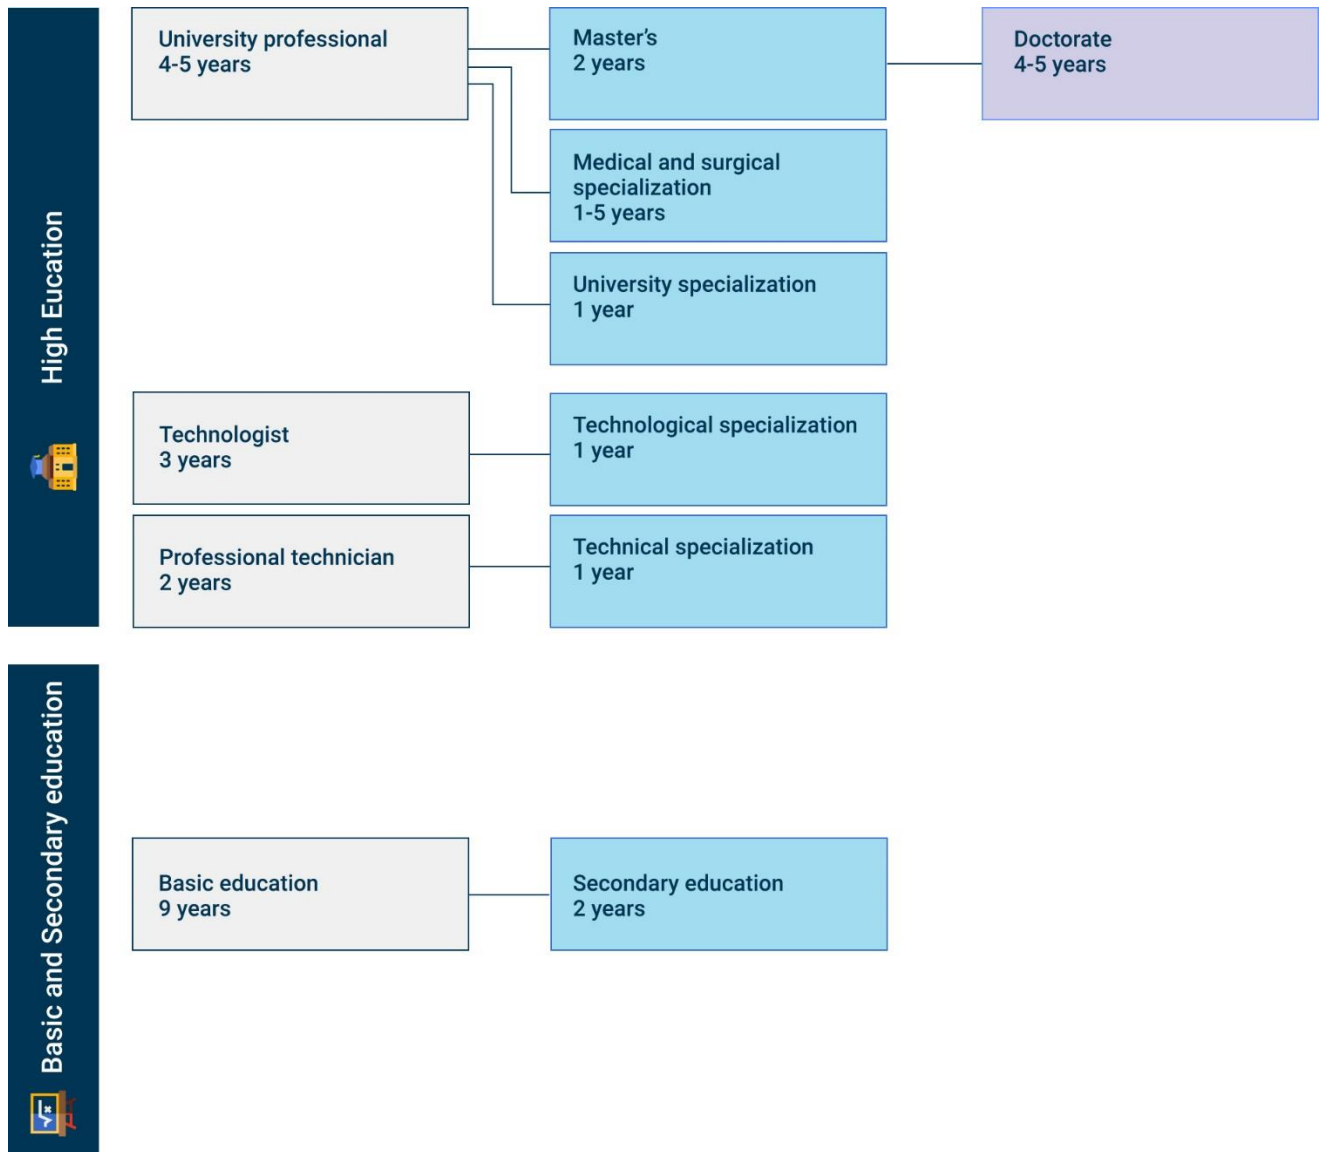 High Eucation
University professional
4-5 years
Master’s
2 years
Doctorate
4-5 years
Medical and surgical
specialization
1-5 years
University specialization
1 year
Technologist
3 years
Technological specialization
1 year
Professional technician
2 years
Technical specialization
1 year
Basic and Secondary education
Basic education
9 years
Secondary education
2 years